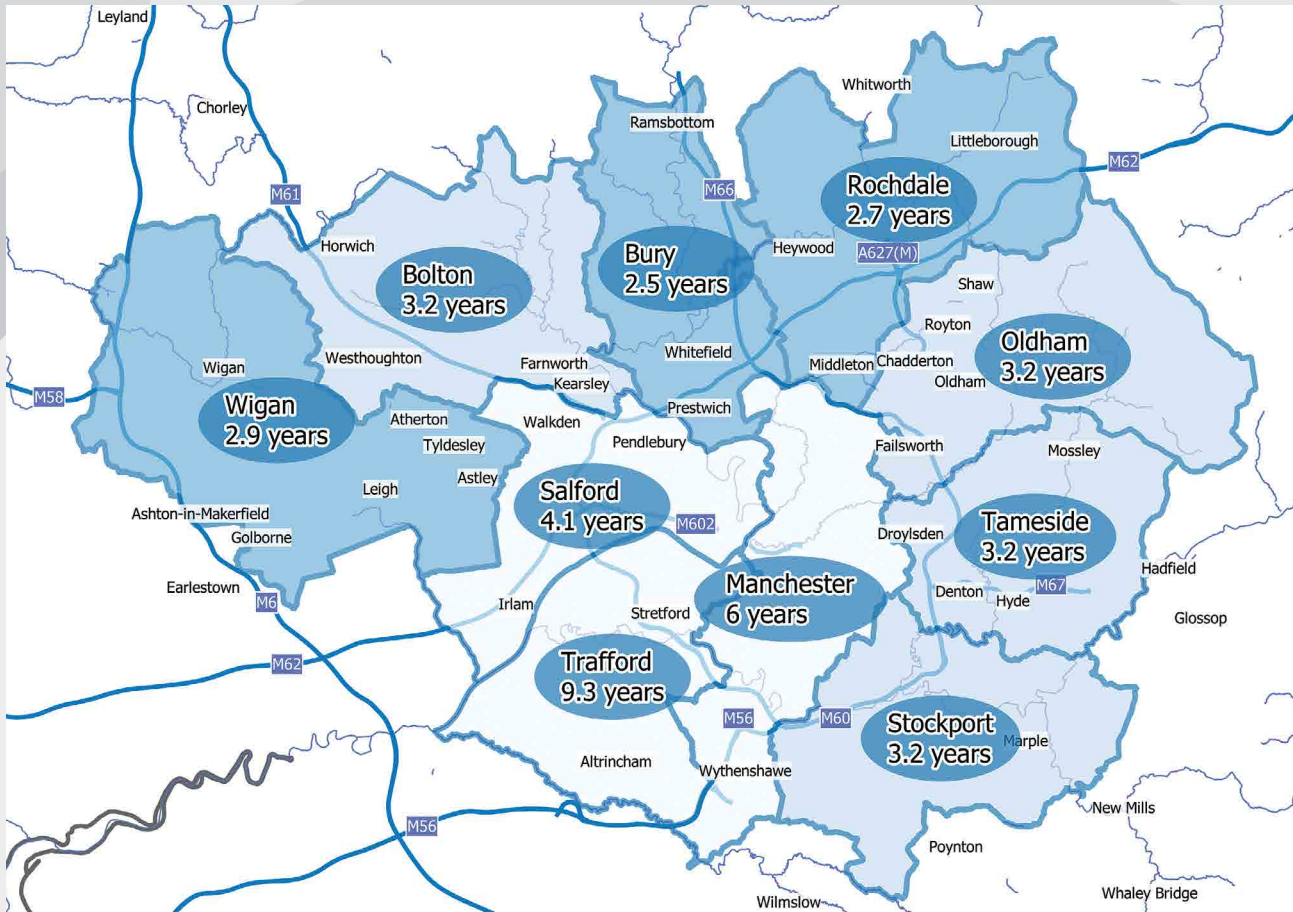 Leyland
Chorley
Whitworth
Ramsbottom
Littleborough
M62
M61
M66
Rochdale
2.7 years
Horwich
Bury
2.5 years
Heywood
A627(M)
Bolton
3.2 years
Shaw
Royton
Oldham
3.2 years
Westhoughton
Wigan
Farnworth
Kearsley
Whitefield
Middleton
Chadderton
Oldham
M58
Wigan
2.9 years
Atherton
Tyldesley
Astley
Leigh
Walkden
Prestwich
Pendlebury
Failsworth
Mossley
Salford
4.1 years
M602
Droylsden
Tameside
3.2 years
Ashton-in-Makerfield
Golborne
Earlestown
M6
Irlam
Stretford
Manchester
6 years
Denton
Hyde
M67
Hadfield
Glossop
M62
Trafford
9.3 years
M56
M60
Stockport
3.2 years
Marple
Altrincham
Wythenshawe
M56
New Mills
Poynton
Wilmslow
Whaley Bridge